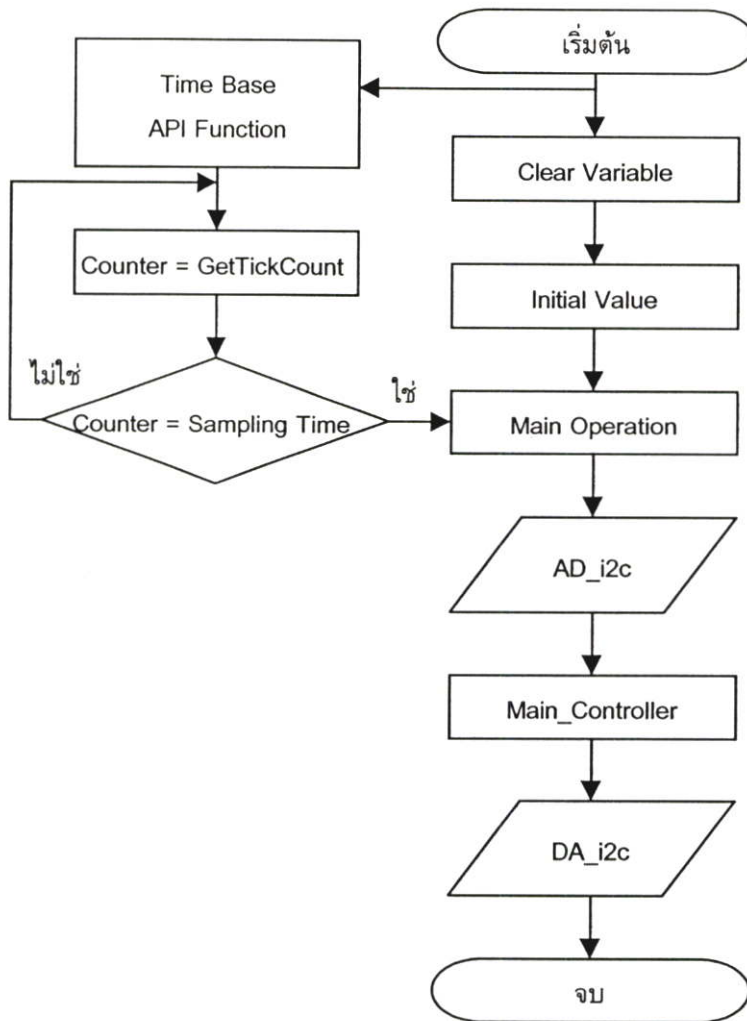 เริ่มต้น
Time Base
API Function
Clear Variable
Counter = GetTickCount
Initial Value
ไม่ใช่
ใช่
Counter = Sampling Time
Main Operation
AD_i2c
Main_Controller
DA_i2c
จบ